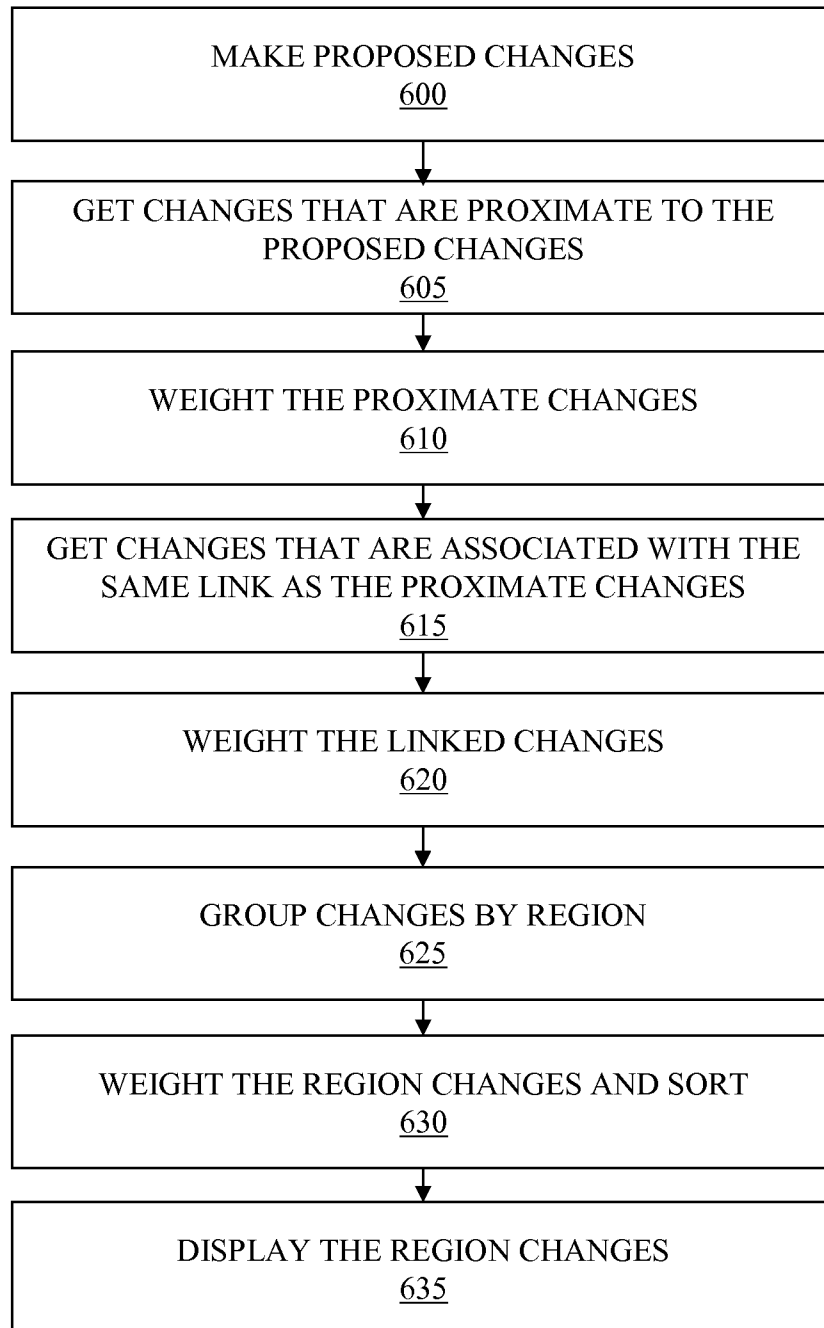 MAKE PROPOSED CHANGES
600
GET CHANGES THAT ARE PROXIMATE TO THE
PROPOSED CHANGES
605
WEIGHT THE PROXIMATE CHANGES
610
GET CHANGES THAT ARE ASSOCIATED WITH THE
SAME LINK AS THE PROXIMATE CHANGES
615
WEIGHT THE LINKED CHANGES
620
GROUP CHANGES BY REGION
625
WEIGHT THE REGION CHANGES AND SORT
630
DISPLAY THE REGION CHANGES
635